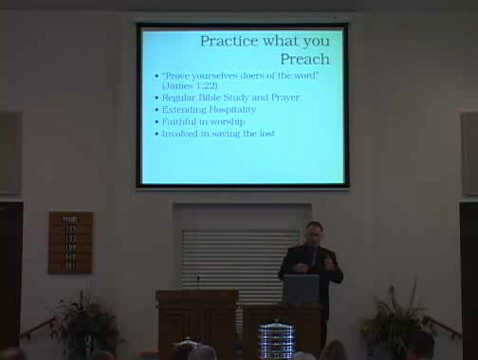 Practice what you
Preach
• "Prove yourselves doers of the word"
(James 1:22)
• Regular Bible Study and Prayer
• Extending Hospitality
• Faithful in worship
• Involved in saving the lost